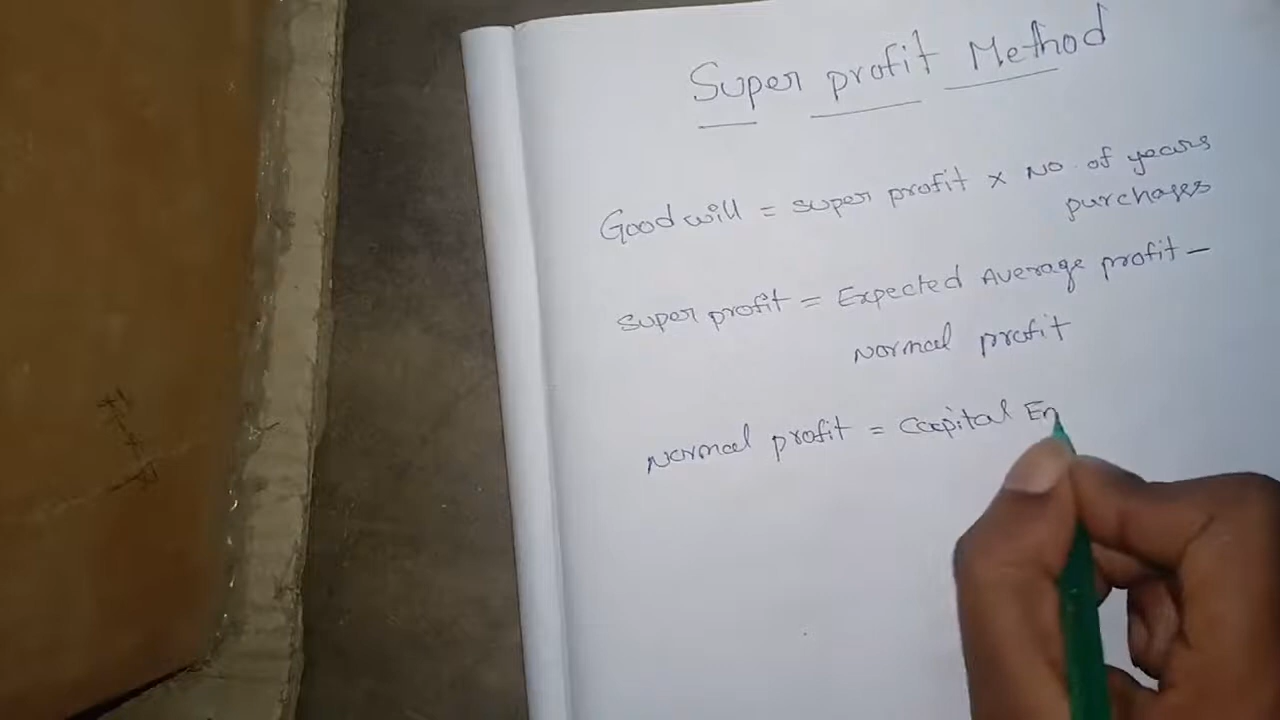 Super profit Method
Goodwill = super profit × No. of years
purchases
super profit = Expected Average profit –
Normal profit
Normal profit = Capital En